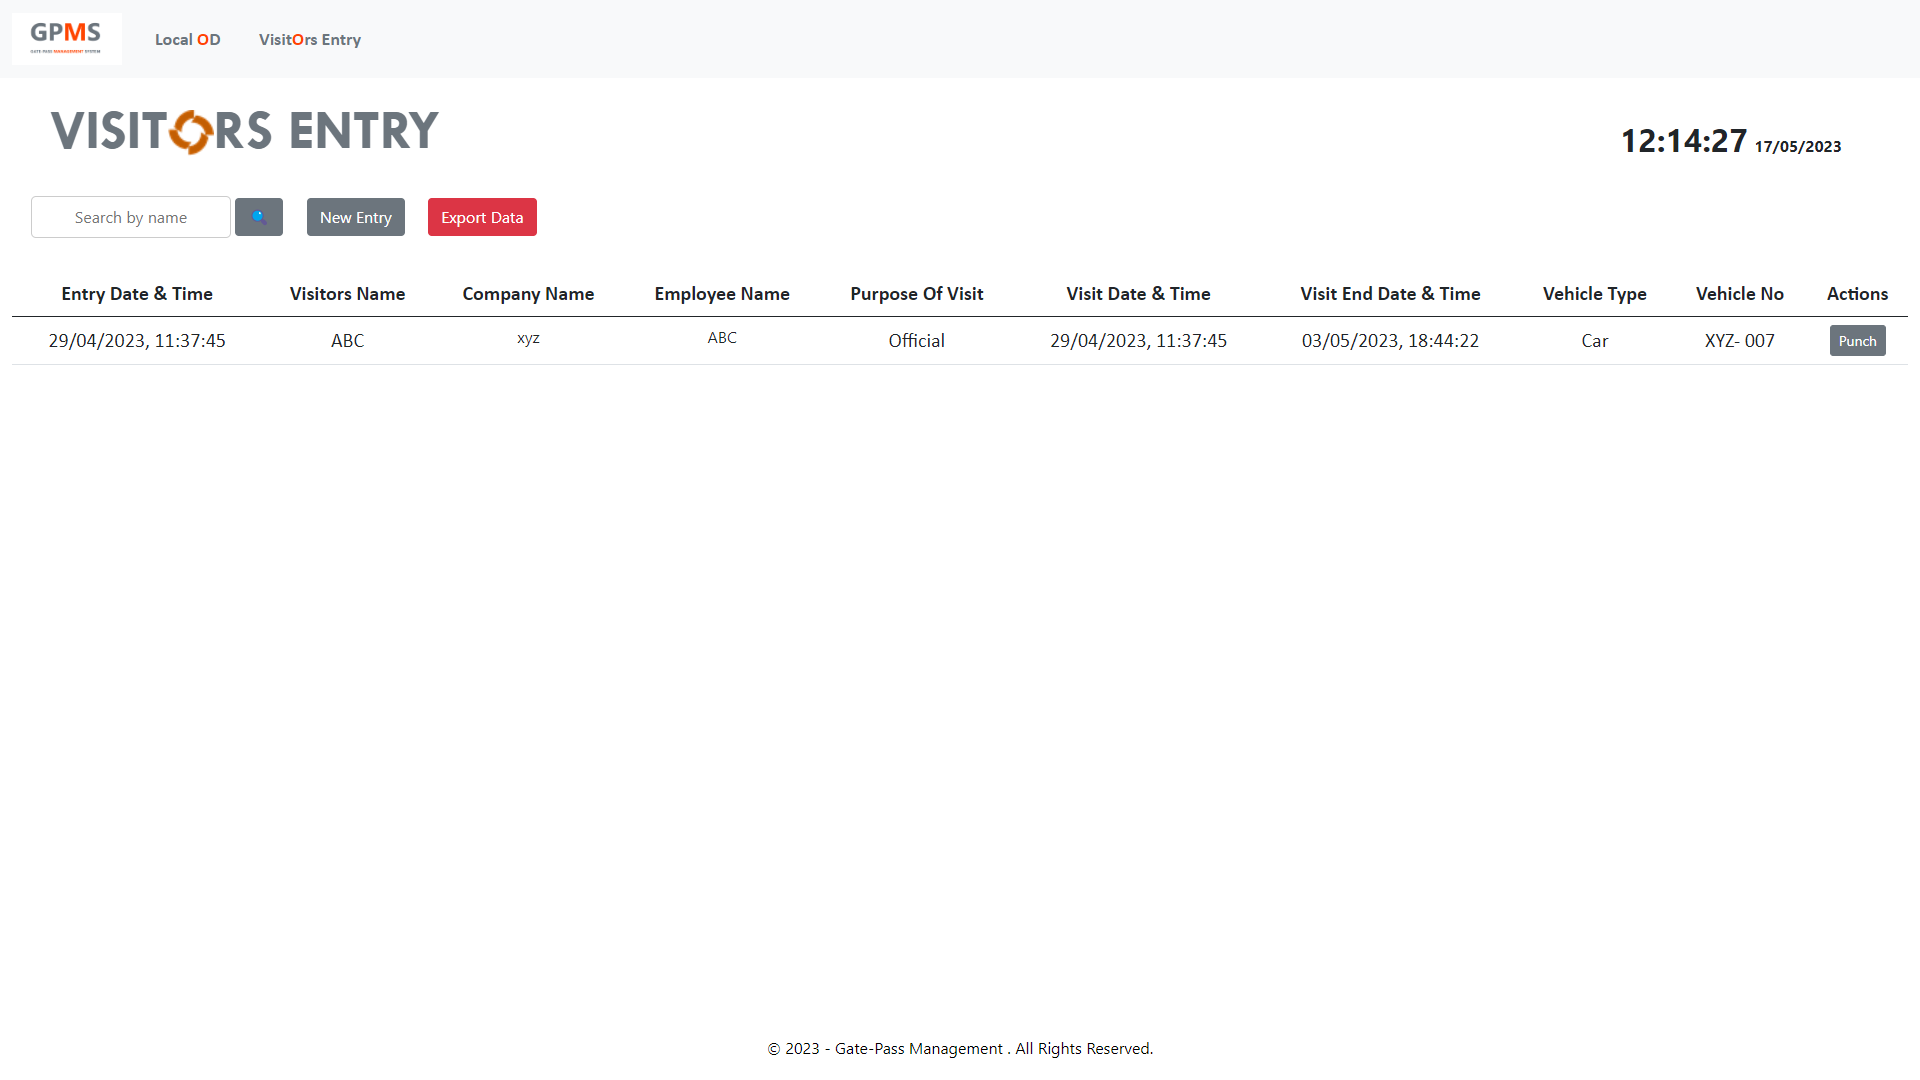 GPMS
GATE PASS MANAGEMENT SYSTEM
Local OD VisitOrs Entry
VISITORS ENTRY
12:14:27 17/05/2023
Search by name New Entry Export Data
Entry Date & Time Visitors Name Company Name Employee Name Purpose Of Visit Visit Date & Time Visit End Date & Time Vehicle Type Vehicle No Actions
29/04/2023, 11:37:45 ABC xyz ABC Official 29/04/2023, 11:37:45 03/05/2023, 18:44:22 Car XYZ- 007 Punch
© 2023 - Gate-Pass Management . All Rights Reserved.